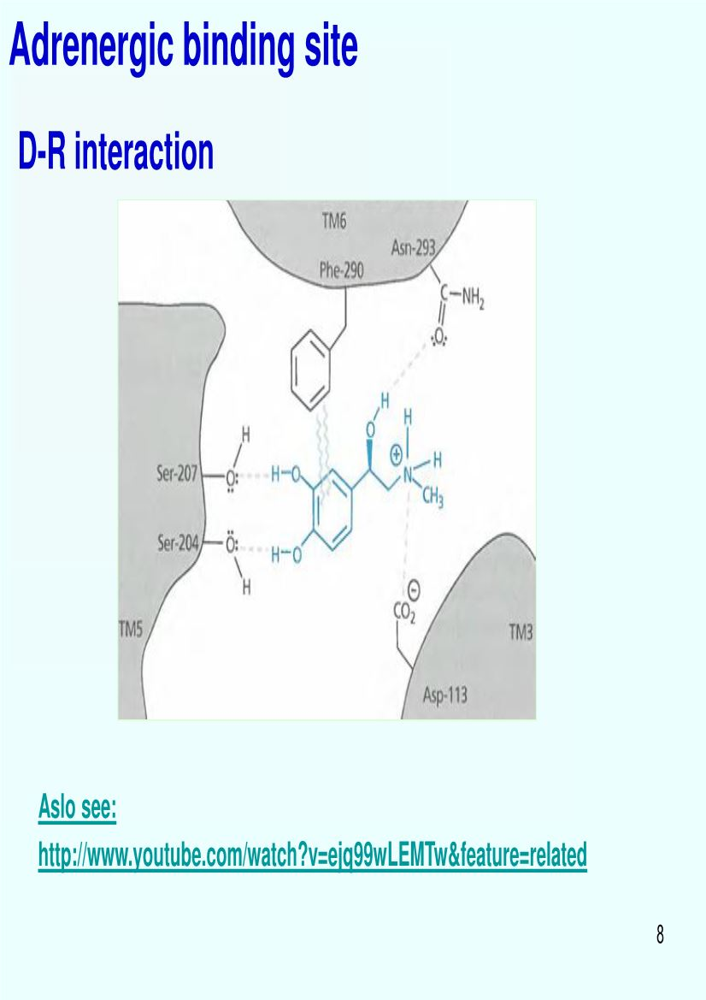 Adrenergic binding site
D-R interaction
TM6
Asn-293
Phe-290
C–NH2
:O:
H
O
H
H
⊕
H
N
CH3
Ser-207
O:
H–O
Ser-204
Ö:
H–O
H
⊖
CO2
TM5
TM3
Asp-113
Aslo see:
http://www.youtube.com/watch?v=ejq99wLEMTw&feature=related
8